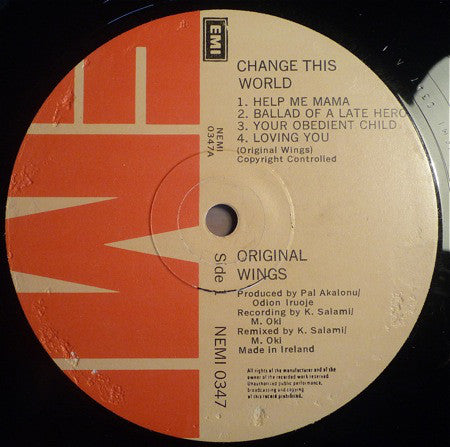 EMI
EMI
CHANGE THIS
WORLD
1. HELP ME MAMA
2. BALLAD OF A LATE HERO
3. YOUR OBEDIENT CHILD
4. LOVING YOU
(Original Wings)
Copyright Controlled
NEMI
0347A
Side 1 NEMI 0347
ORIGINAL
WINGS
Produced by Pal Akalonu/
Odion Iruoje
Recording by K. Salami/
M. Oki
Remixed by K. Salami/
M. Oki
Made in Ireland
All rights of the manufacturer and of the
owner of the recorded work reserved.
Unauthorised public performance,
broadcasting and copying
of this record prohibited.